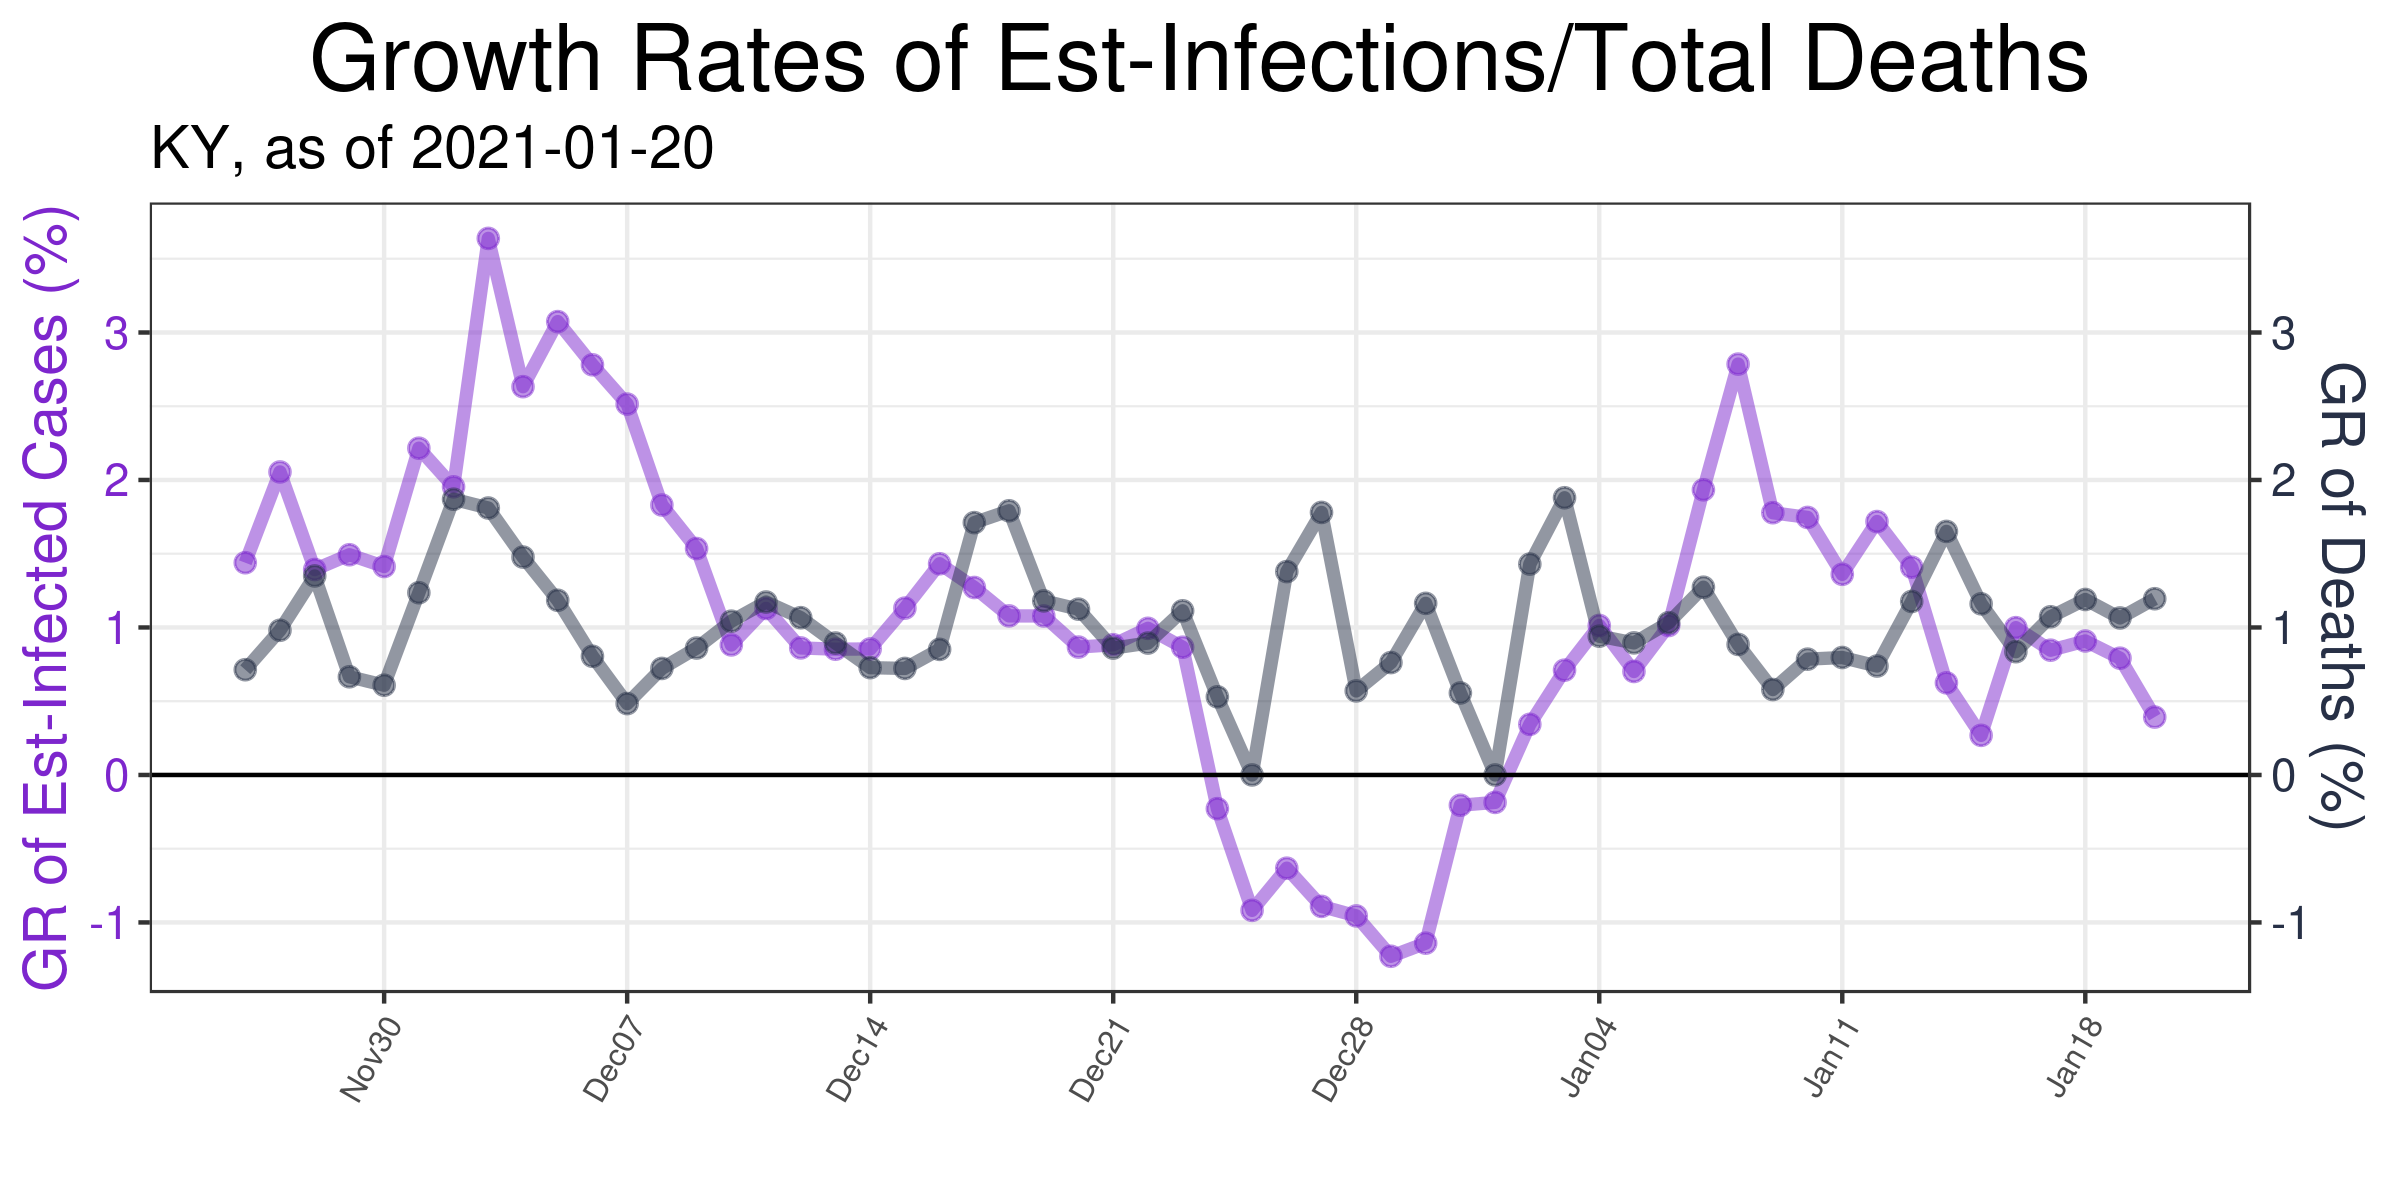 Growth Rates of Est-Infections/Total Deaths
KY, as of 2021-01-20
GR of Est-Infected Cases (%)
3
2
1
0
-1
3
2
1
0
-1
GR of Deaths (%)
Nov30
Dec07
Dec14
Dec21
Dec28
Jan04
Jan11
Jan18